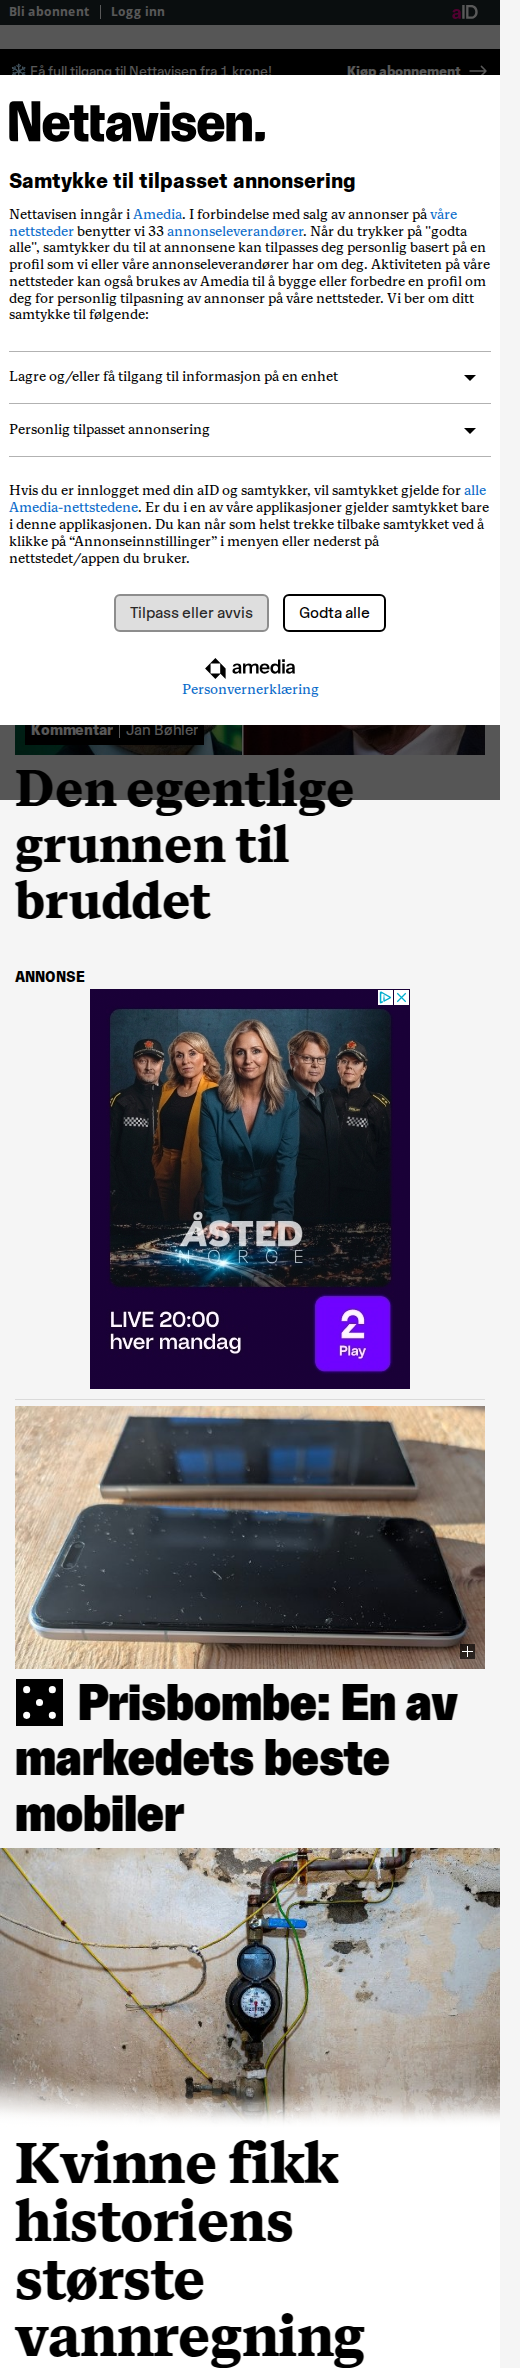 Bli abonnent | Logg inn
aID
Få full tilgang til Nettavisen fra 1 krone!
Kjøp abonnement
Nettavisen.
Samtykke til tilpasset annonsering
Nettavisen inngår i Amedia. I forbindelse med salg av annonser på våre
nettsteder benytter vi 33 annonseleverandører. Når du trykker på "godta
alle", samtykker du til at annonsene kan tilpasses deg personlig basert på en
profil som vi eller våre annonseleverandører har om deg. Aktiviteten på våre
nettsteder kan også brukes av Amedia til å bygge eller forbedre en profil om
deg for personlig tilpasning av annonser på våre nettsteder. Vi ber om ditt
samtykke til følgende:
Lagre og/eller få tilgang til informasjon på en enhet
Personlig tilpasset annonsering
Hvis du er innlogget med din aID og samtykker, vil samtykket gjelde for alle
Amedia-nettstedene. Er du i en av våre applikasjoner gjelder samtykket bare
i denne applikasjonen. Du kan når som helst trekke tilbake samtykket ved å
klikke på “Annonseinnstillinger” i menyen eller nederst på
nettstedet/appen du bruker.
Tilpass eller avvis
Godta alle
amedia
Personvernerklæring
Kommentar | Jan Bøhler
Den egentlige
grunnen til
bruddet
ANNONSE
ÅSTED
NORGE
LIVE 20:00
hver mandag
2
Play
Prisbombe: En av
markedets beste
mobiler
Kvinne fikk
historiens
største
vannregning